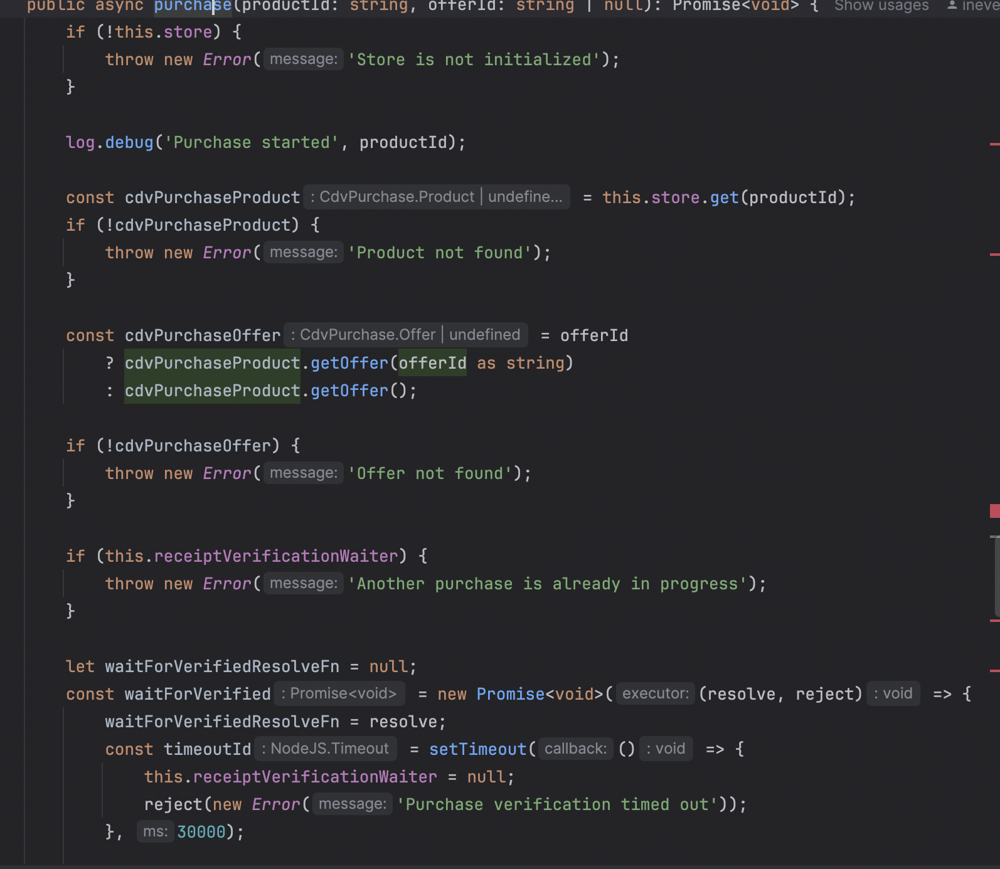 public async purchase(productId: string, offerId: string | null): Promise<void> { Show usages ineve
if (!this.store) {
throw new Error( message: 'Store is not initialized');
}
log.debug('Purchase started', productId);
const cdvPurchaseProduct : CdvPurchase.Product | undefine... = this.store.get(productId);
if (!cdvPurchaseProduct) {
throw new Error( message: 'Product not found');
}
const cdvPurchaseOffer : CdvPurchase.Offer | undefined = offerId
? cdvPurchaseProduct.getOffer(offerId as string)
: cdvPurchaseProduct.getOffer();
if (!cdvPurchaseOffer) {
throw new Error( message: 'Offer not found');
}
if (this.receiptVerificationWaiter) {
throw new Error( message: 'Another purchase is already in progress');
}
let waitForVerifiedResolveFn = null;
const waitForVerified : Promise<void> = new Promise<void>( executor: (resolve, reject) : void => {
waitForVerifiedResolveFn = resolve;
const timeoutId : NodeJS.Timeout = setTimeout( callback: () : void => {
this.receiptVerificationWaiter = null;
reject(new Error( message: 'Purchase verification timed out'));
}, ms: 30000);